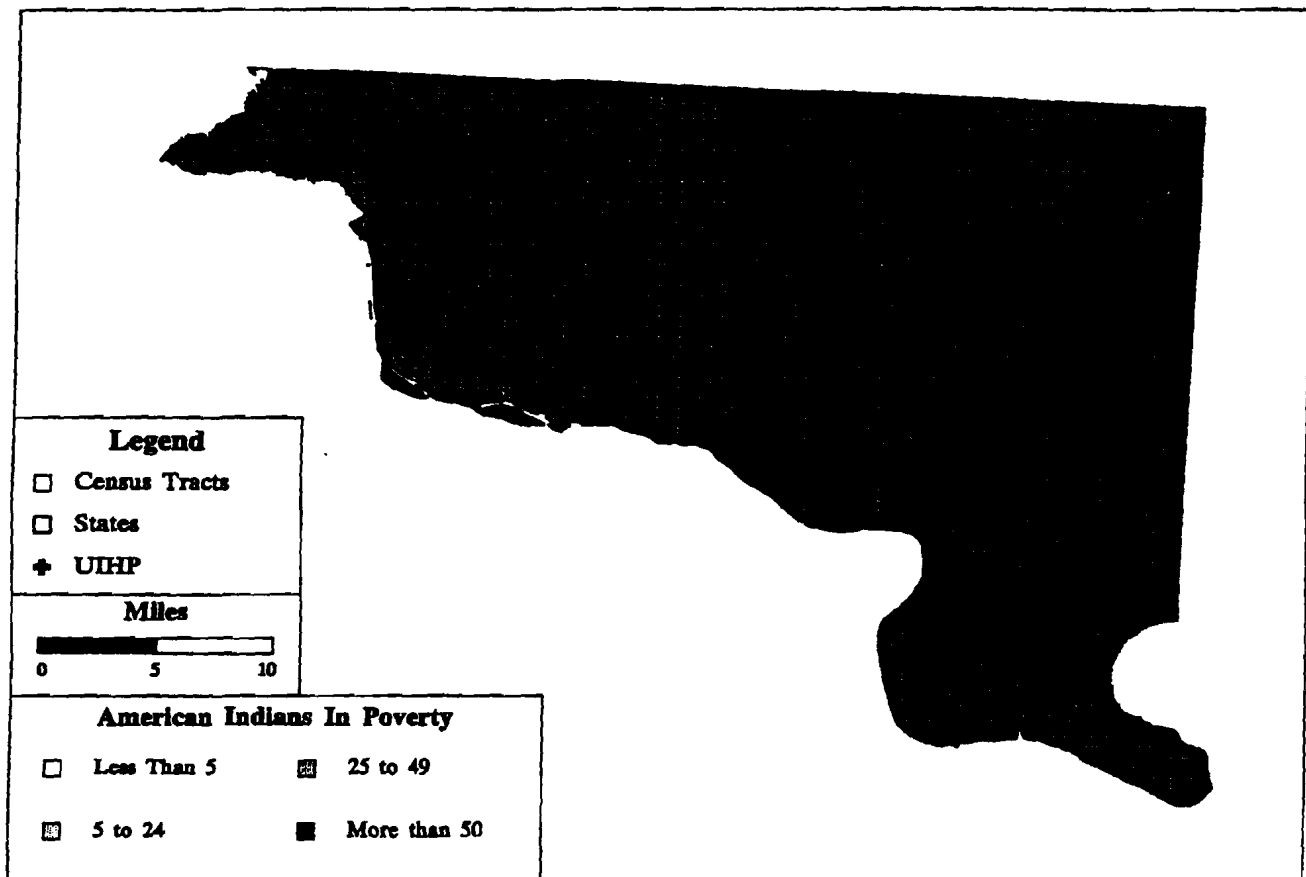 Legend
Census Tracts
States
UIHP
Miles
0 5 10
American Indians In Poverty
Less Than 5
25 to 49
5 to 24
More than 50